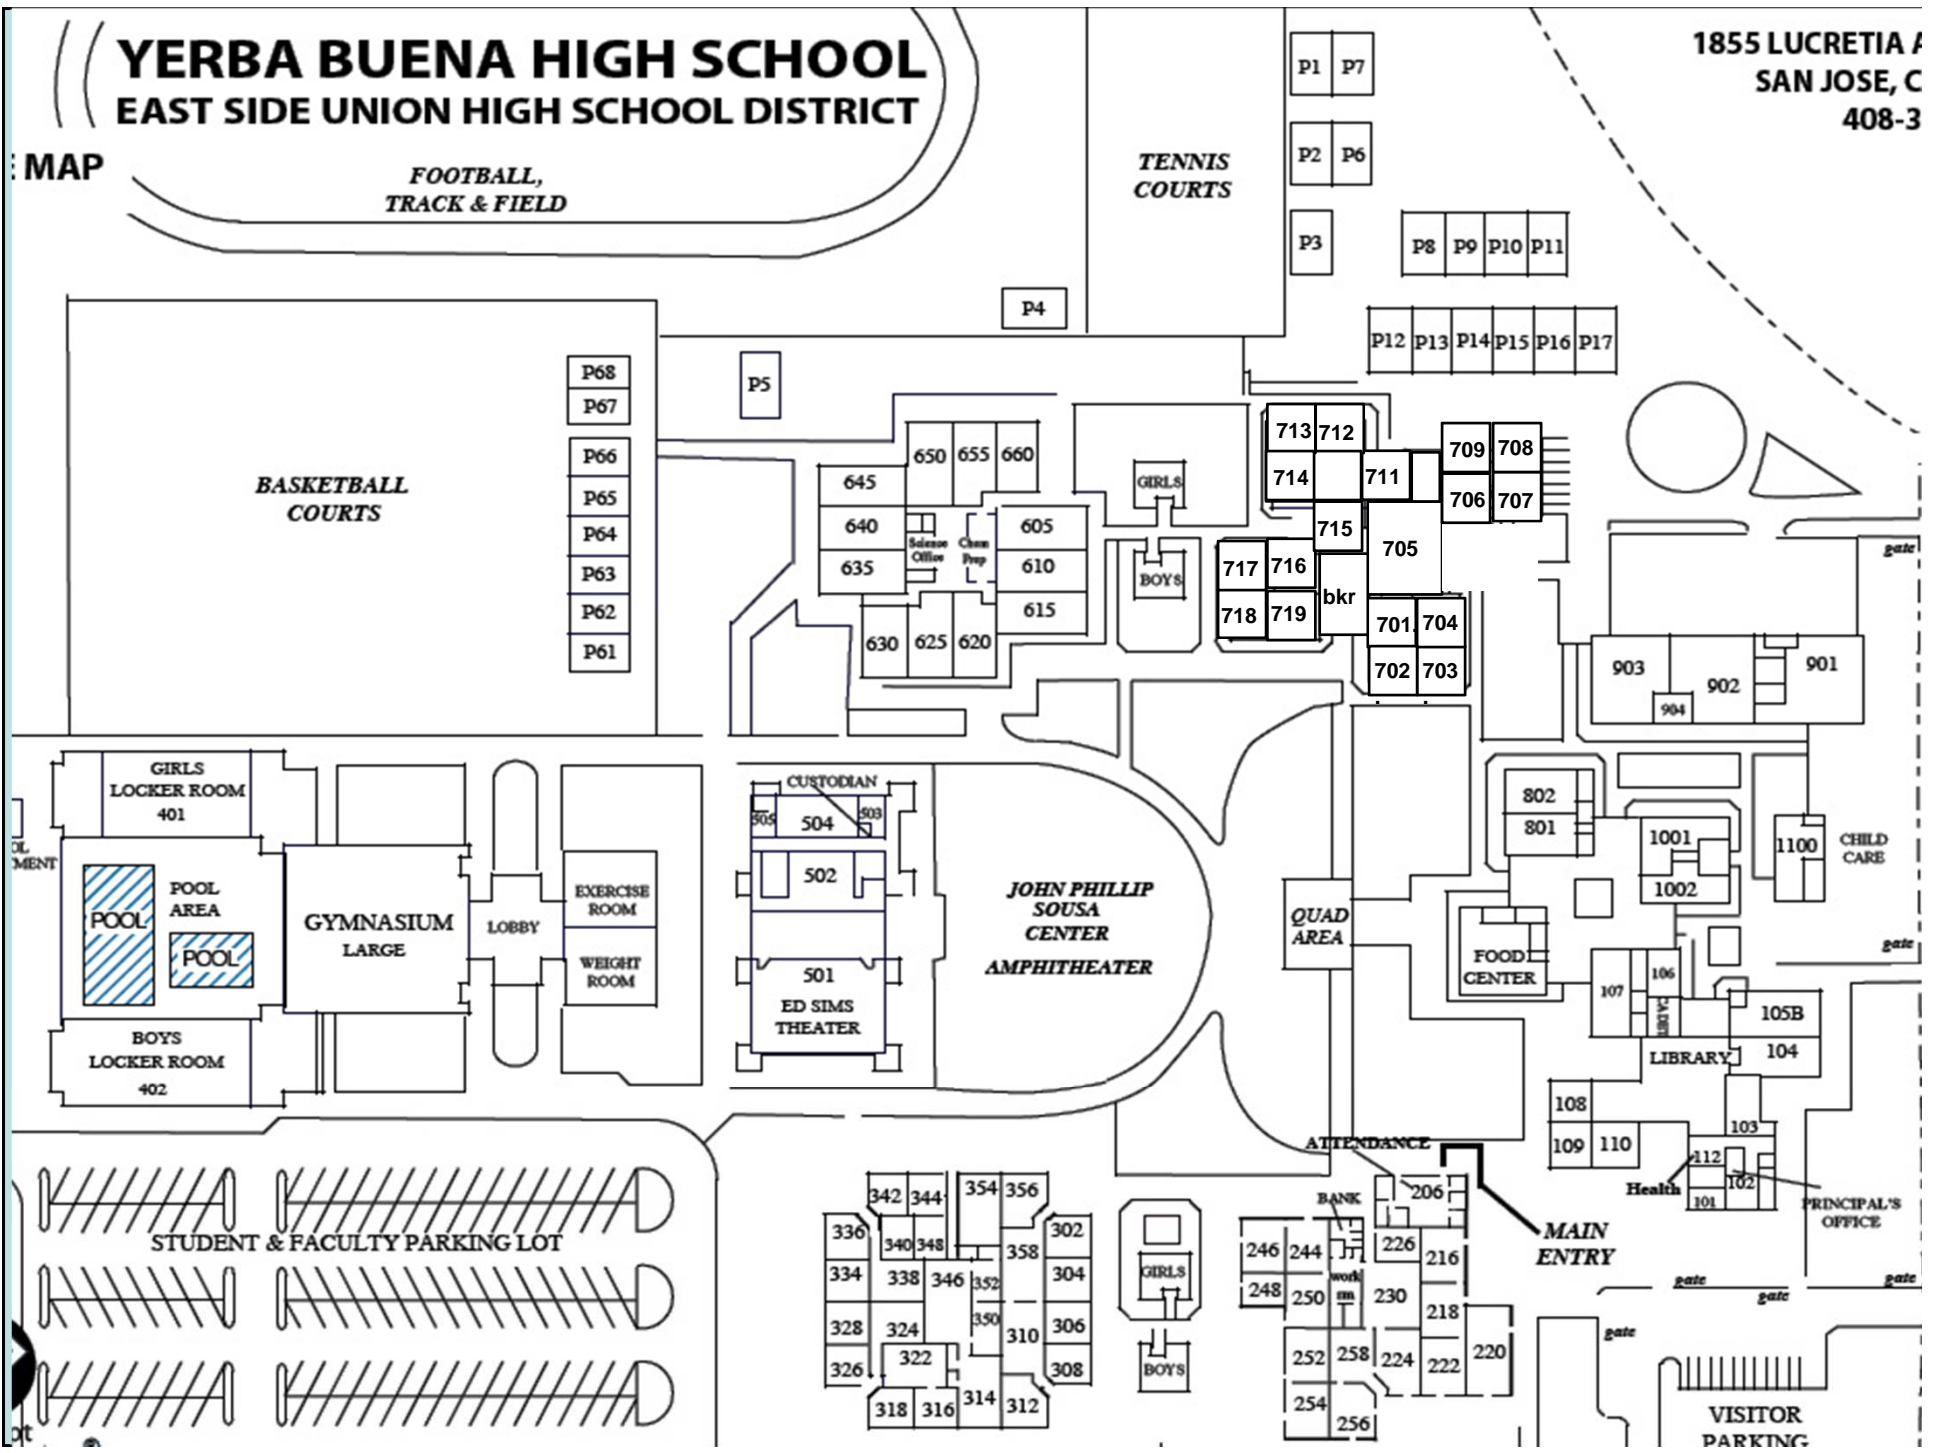 YERBA BUENA HIGH SCHOOL
EAST SIDE UNION HIGH SCHOOL DISTRICT
MAP
1855 LUCRETIA
SAN JOSE, C
408-3
FOOTBALL,
TRACK & FIELD
TENNIS
COURTS
P1 P7
P2 P6
P3
P8 P9 P10 P11
P4
P12 P13 P14 P15 P16 P17
P5
P68
P67
P66
P65
P64
P63
P62
P61
BASKETBALL
COURTS
650 655 660
645
640
635
Science
Office
Chem
Prep
605
610
615
630 625 620
GIRLS
BOYS
713 712
714 711
715
705
709 708
706 707
717 716
718 719
bkr
701 704
702 703
gate
903
902
901
904
GIRLS
LOCKER ROOM
401
POOL
AREA
POOL
POOL
BOYS
LOCKER ROOM
402
GYMNASIUM
LARGE
LOBBY
EXERCISE
ROOM
WEIGHT
ROOM
CUSTODIAN
505
504
503
502
501
ED SIMS
THEATER
JOHN PHILLIP
SOUSA
CENTER
AMPHITHEATER
QUAD
AREA
802
801
1001
1002
1100
CHILD
CARE
FOOD
CENTER
gate
107
106
CADET
105B
104
LIBRARY
108
109 110
103
112
Health
102
101
PRINCIPAL'S
OFFICE
ATTENDANCE
206
BANK
MAIN
ENTRY
STUDENT & FACULTY PARKING LOT
342 344
354 356
336
340 348
358
302
334
338
346
352
304
328
324
350
310
306
326
322
308
318 316
314
312
GIRLS
BOYS
246 244
226
216
248
250
work
rm
230
218
252 258 224 222 220
254
256
gate
gate
gate
gate
VISITOR
PARKING